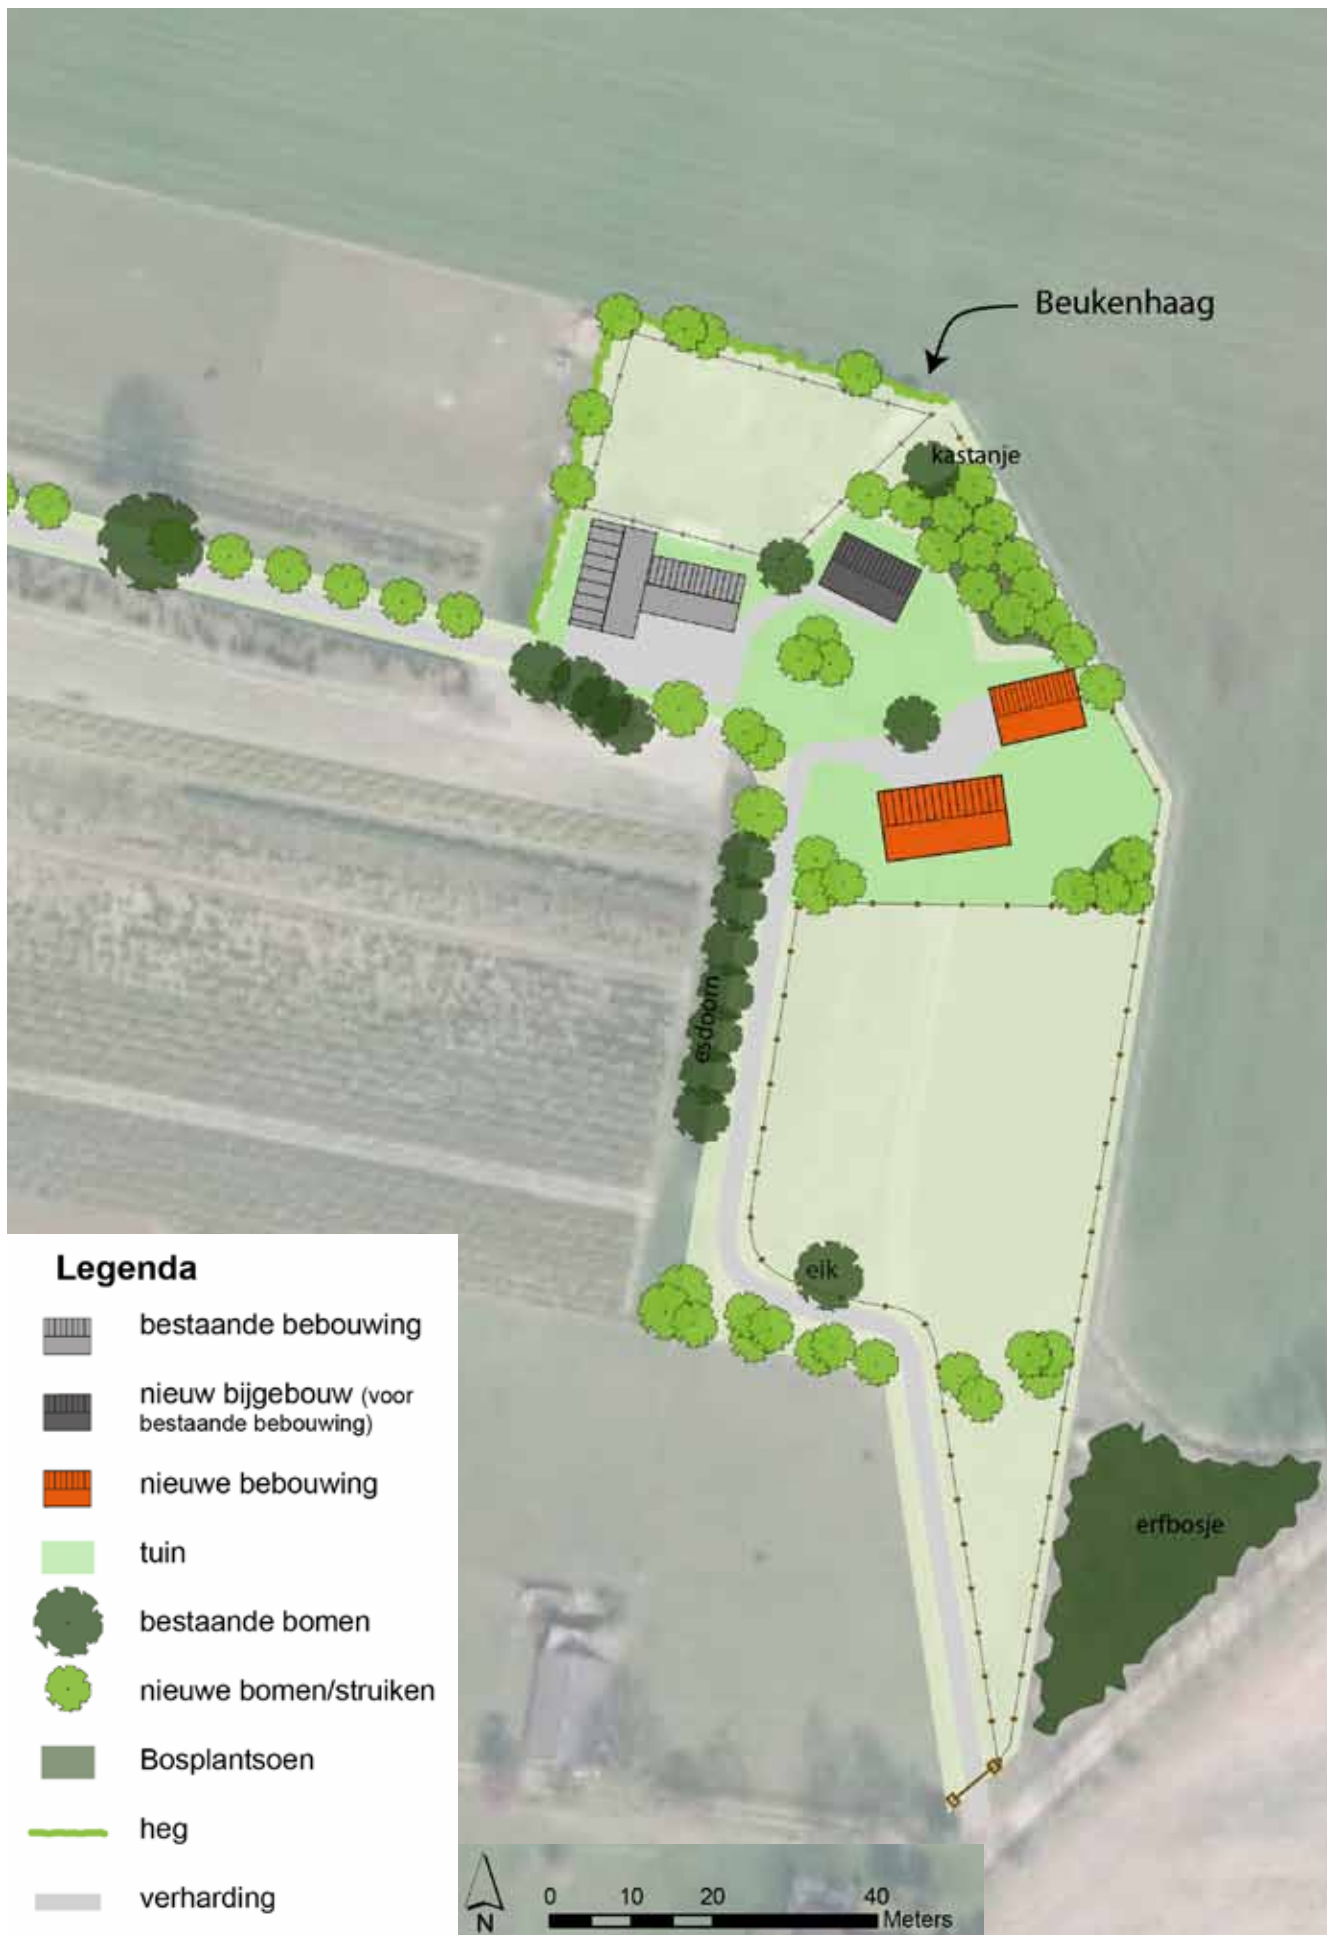 Beukenhaag
kastanje
esdoorn
eik
erfbosje
Legenda
bestaande bebouwing
nieuw bijgebouw (voor
bestaande bebouwing)
nieuwe bebouwing
tuin
bestaande bomen
nieuwe bomen/struiken
Bosplantsoen
heg
verharding
N
0 10 20 40
Meters